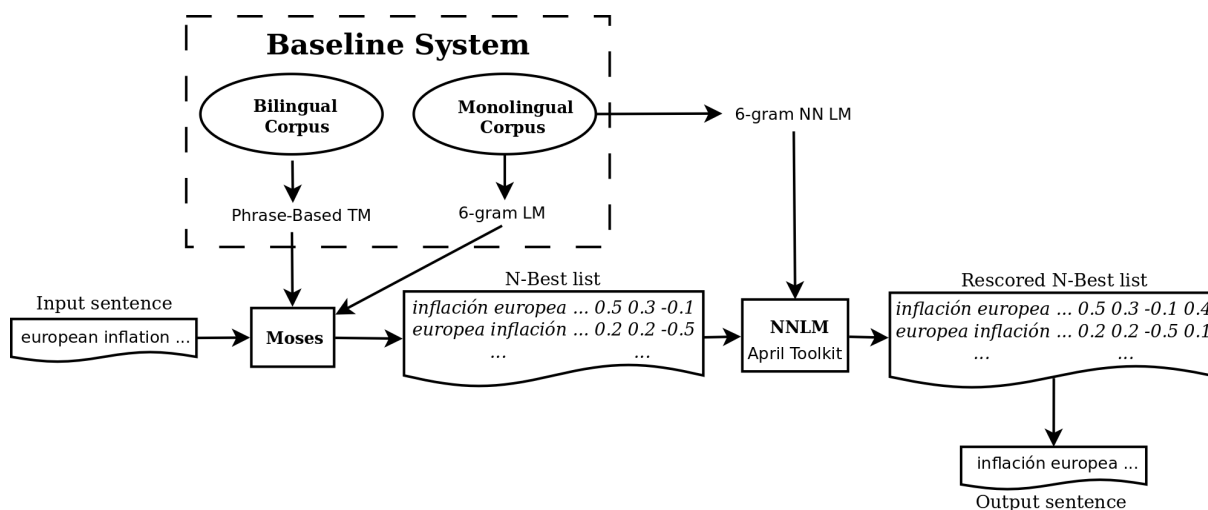 Baseline System
Bilingual
Corpus
Monolingual
Corpus
6-gram NN LM
Phrase-Based TM
6-gram LM
Input sentence
european inflation ...
Moses
N-Best list
inflación europea ... 0.5 0.3 -0.1
europea inflación ... 0.2 0.2 -0.5
... ...
NNLM
April Toolkit
Rescored N-Best list
inflación europea ... 0.5 0.3 -0.1 0.4
europea inflación ... 0.2 0.2 -0.5 0.1
... ...
inflación europea ...
Output sentence